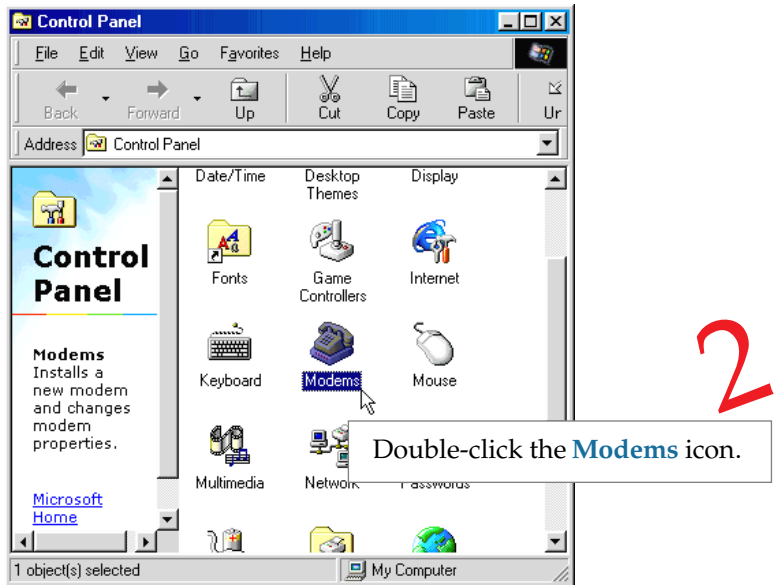 Control Panel
File Edit View Go Favorites Help
Back Forward Up Cut Copy Paste Ur
Address Control Panel
Control
Panel
Modems
Installs a
new modem
and changes
modem
properties.
Microsoft
Home
Date/Time Desktop
Themes Display
Fonts Game
Controllers Internet
Keyboard Modems Mouse
2
Double-click the Modems icon.
Multimedia Network Passwords
1 object(s) selected My Computer